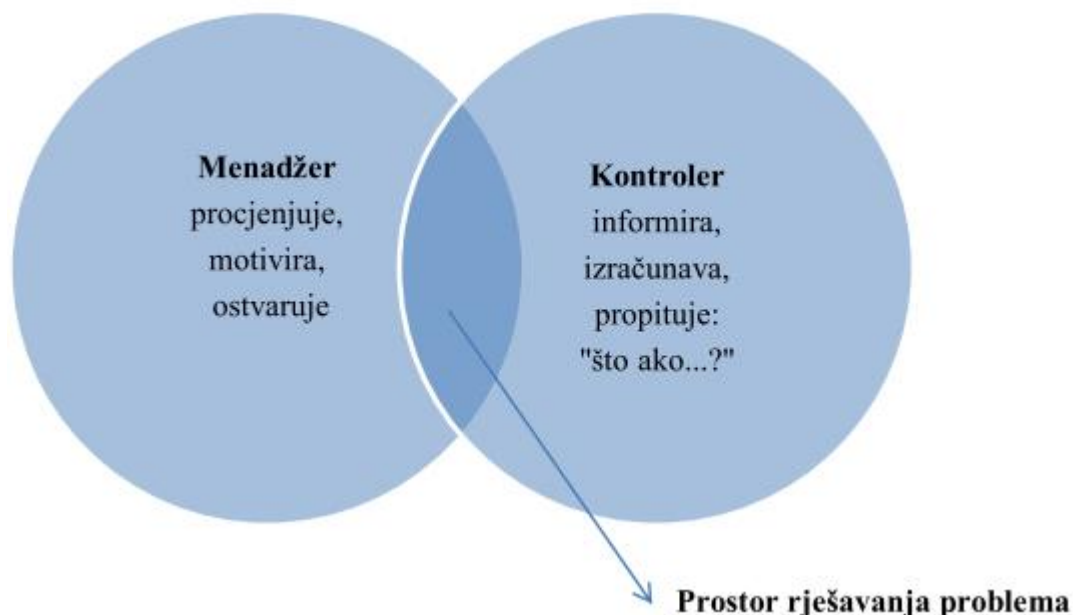 Menadžer
procjenjuje,
motivira,
ostvaruje
Kontroler
informira,
izračunava,
propituje:
"što ako...?"
Prostor rješavanja problema